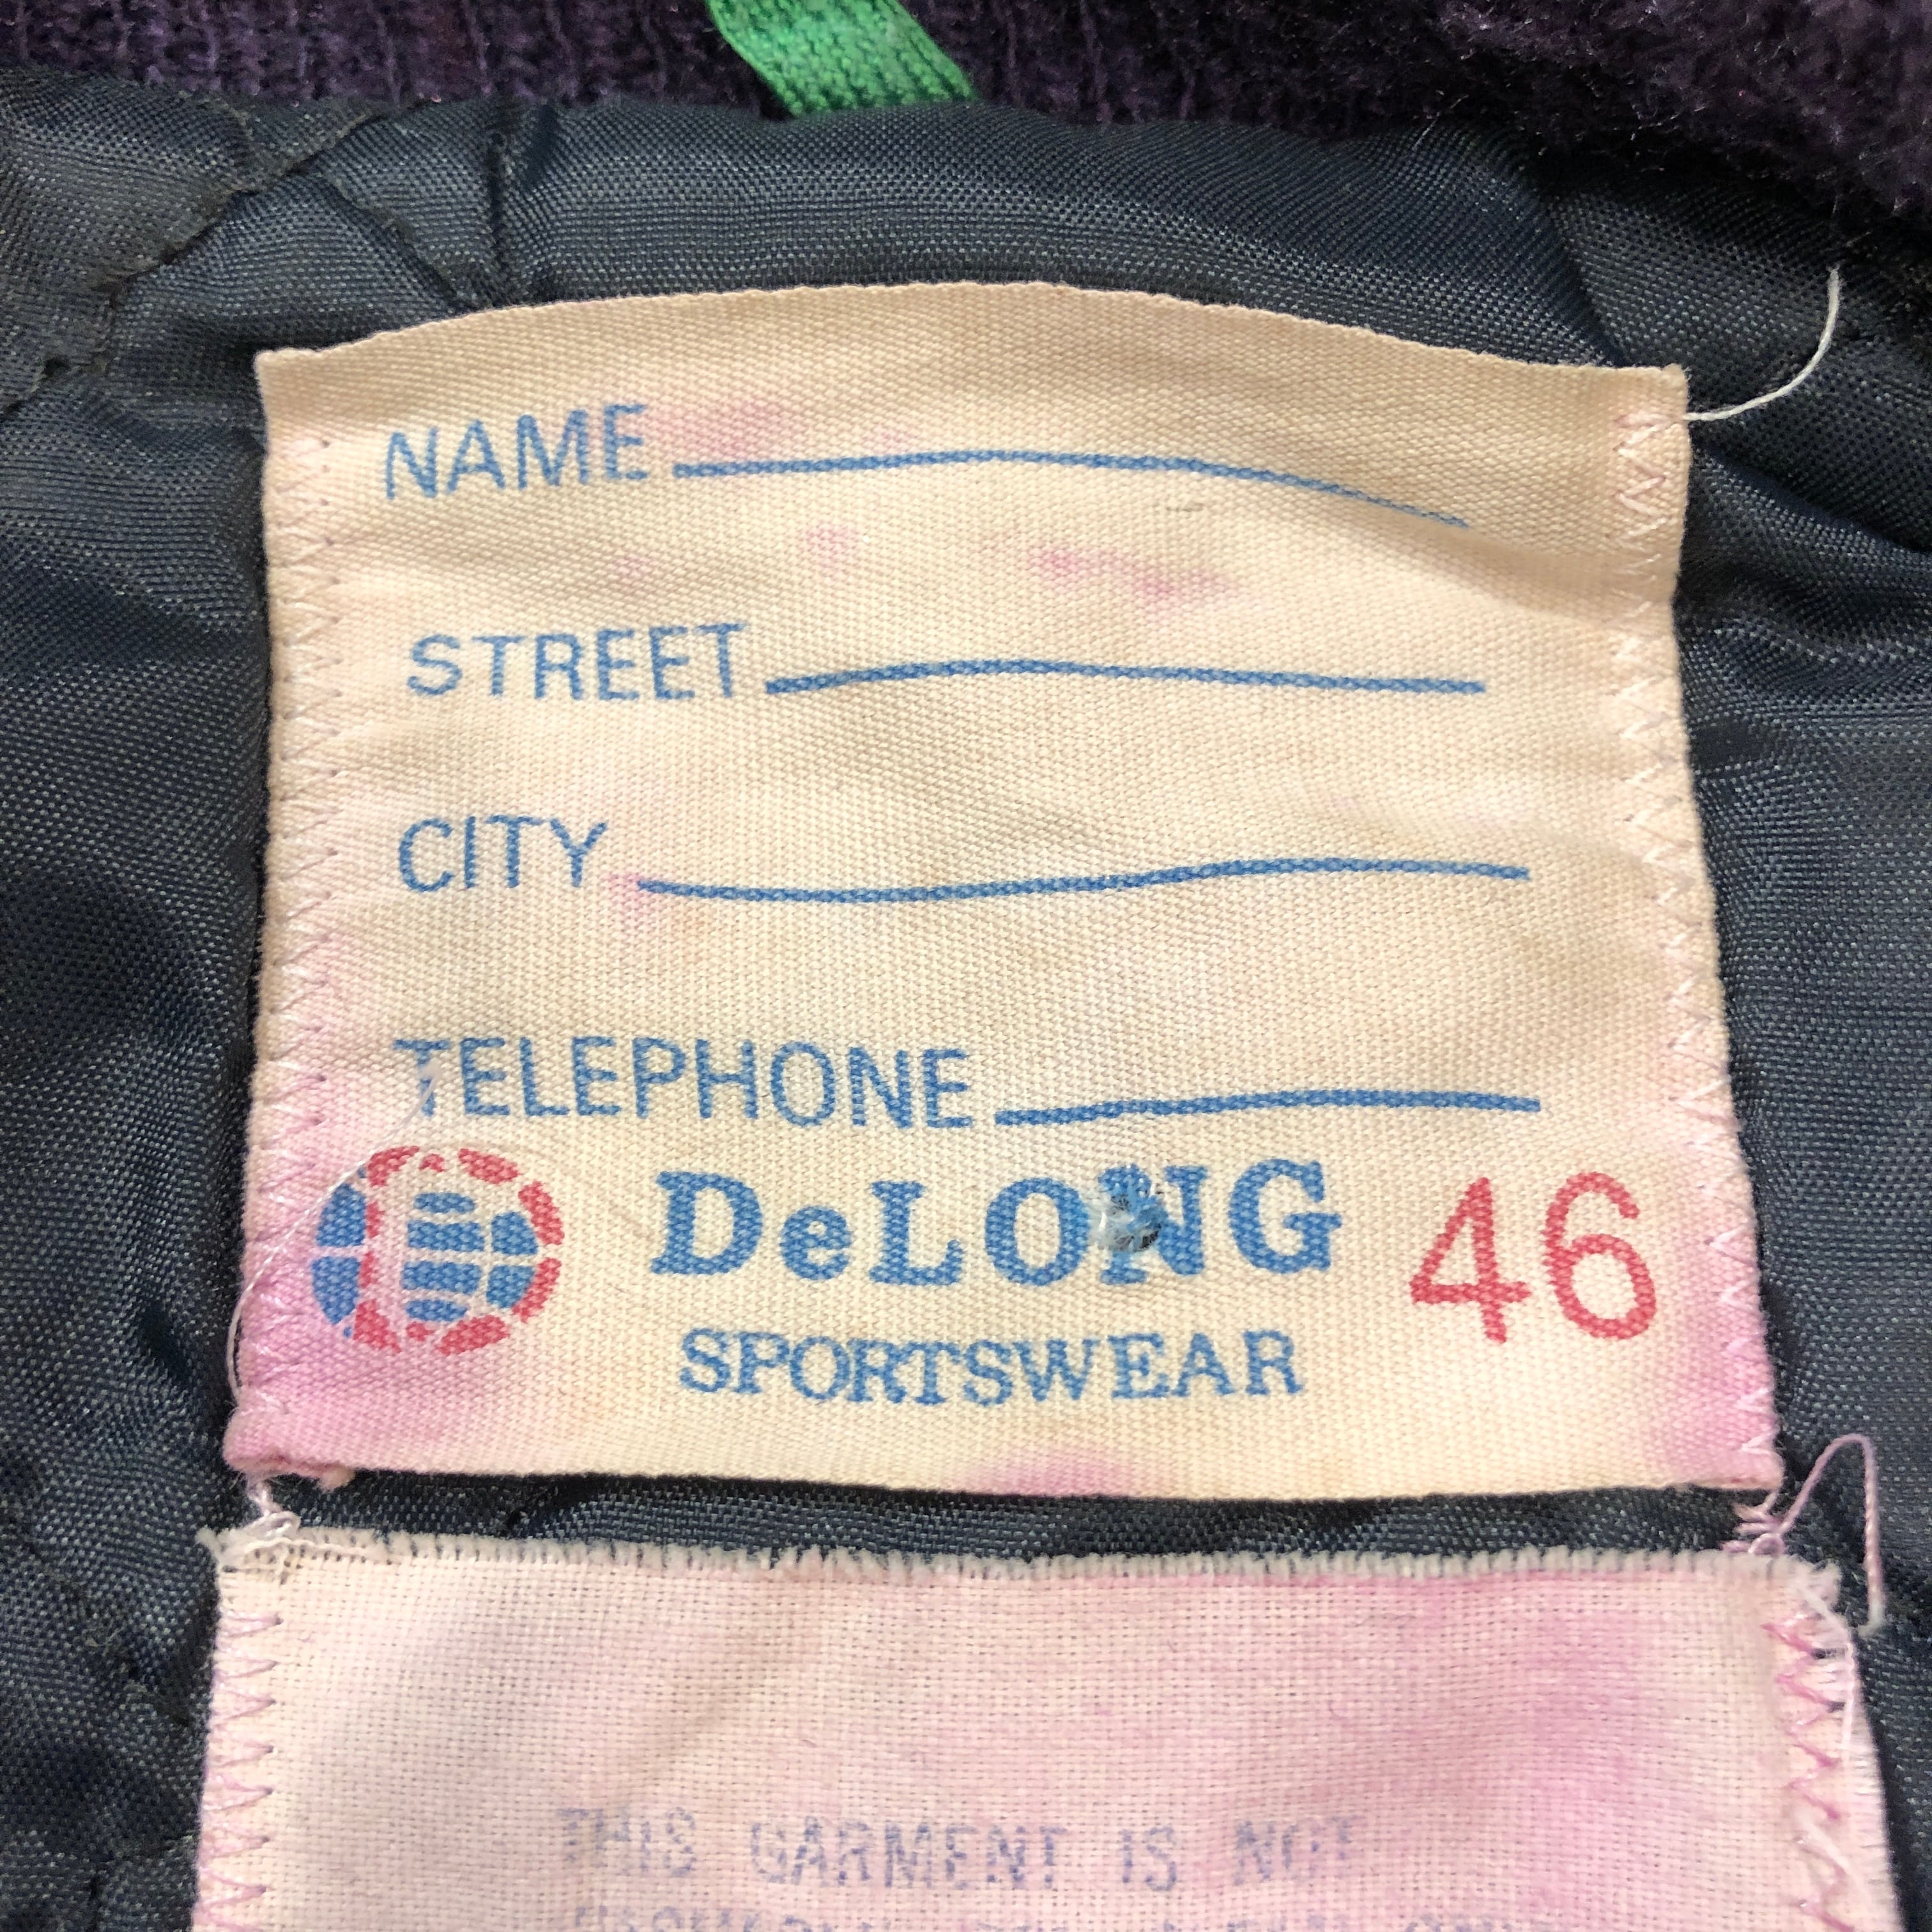 NAME
STREET
CITY
TELEPHONE
DeLONG 46
SPORTSWEAR
THIS GARMENT IS NOT